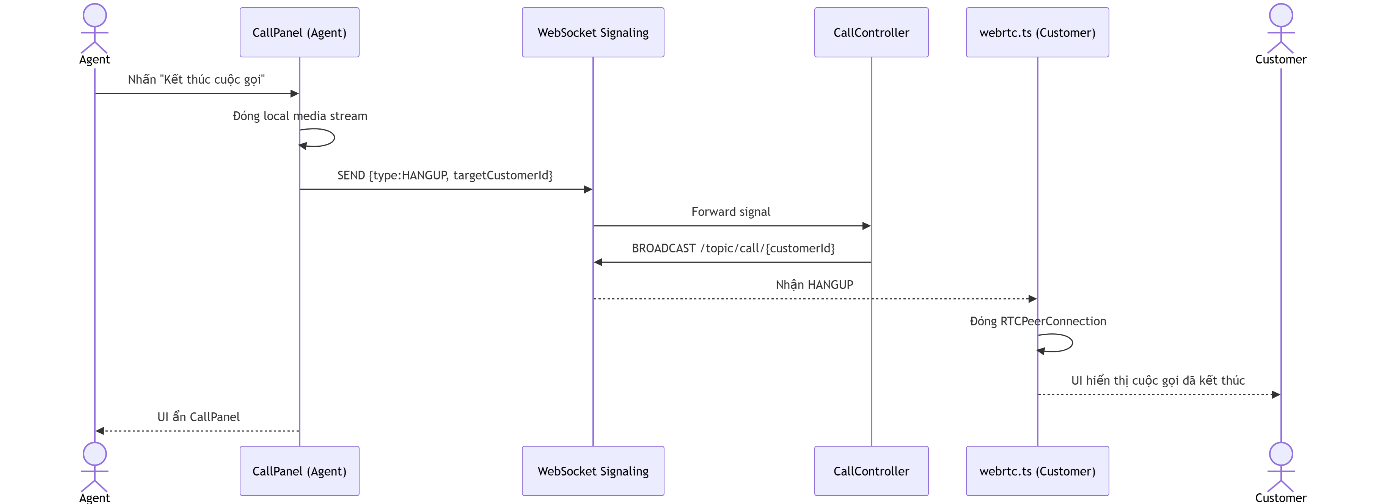 Agent
CallPanel (Agent)
WebSocket Signaling
CallController
webrtc.ts (Customer)
Customer
Nhấn "Kết thúc cuộc gọi"
Đóng local media stream
SEND [type:HANGUP, targetCustomerId}
Forward signal
BROADCAST /topic/call/{customerId}
Nhận HANGUP
Đóng RTCPeerConnection
UI hiển thị cuộc gọi đã kết thúc
UI ẩn CallPanel
Agent
CallPanel (Agent)
WebSocket Signaling
CallController
webrtc.ts (Customer)
Customer